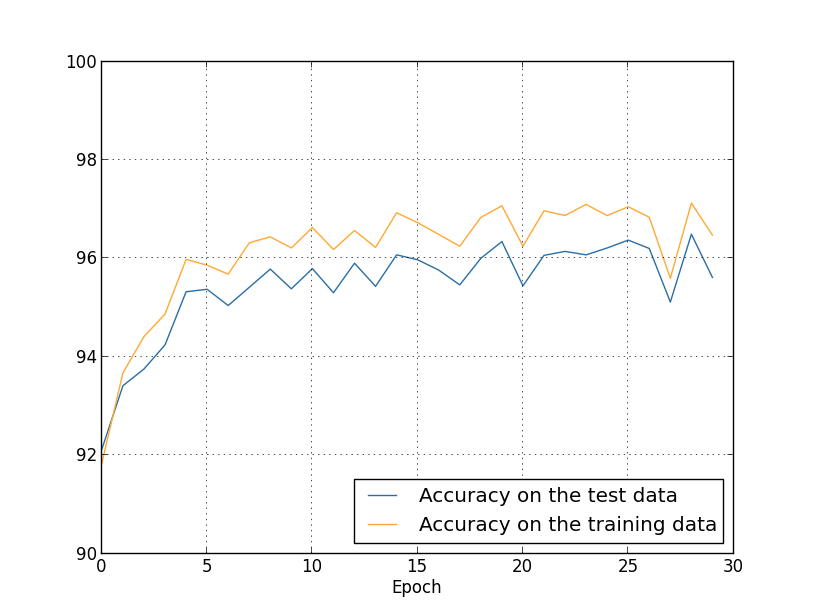 100
98
96
94
92
90
0 5 10 15 20 25 30
Epoch
Accuracy on the test data
Accuracy on the training data